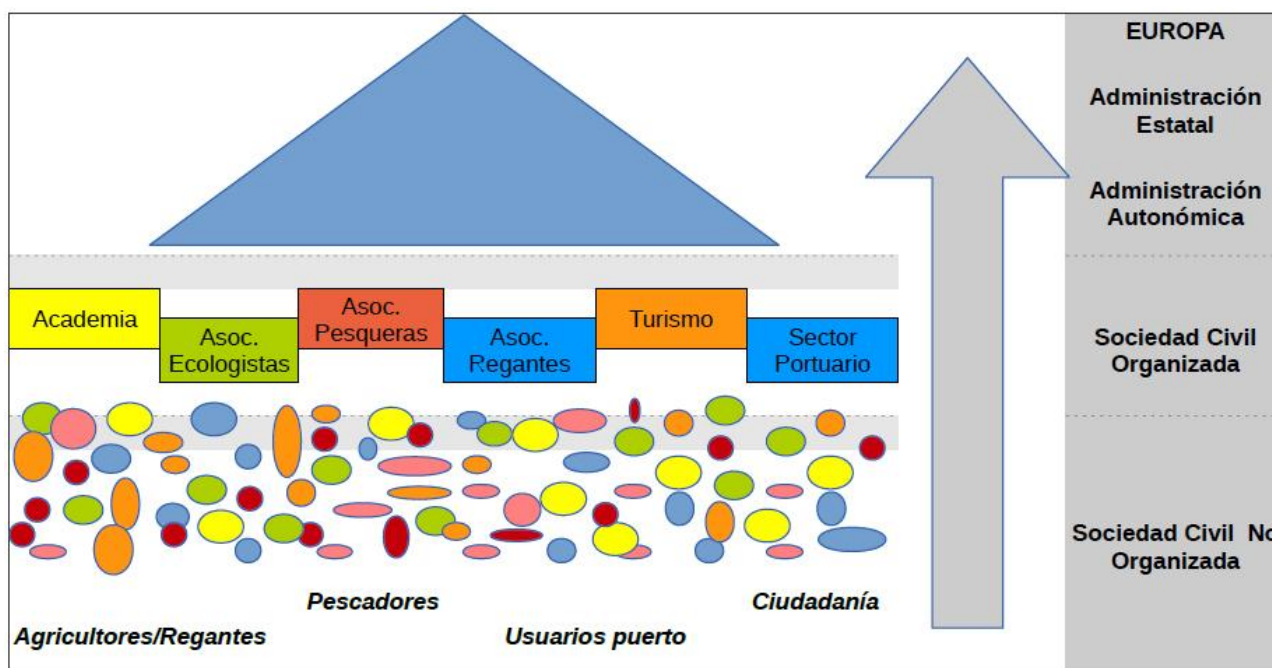 EUROPA
Administración
Estatal
Administración
Autonómica
Academia
Asoc.
Ecologistas
Asoc.
Pesqueras
Asoc.
Regantes
Turismo
Sector
Portuario
Sociedad Civil
Organizada
Sociedad Civil No
Organizada
Pescadores
Ciudadanía
Agricultores/Regantes
Usuarios puerto